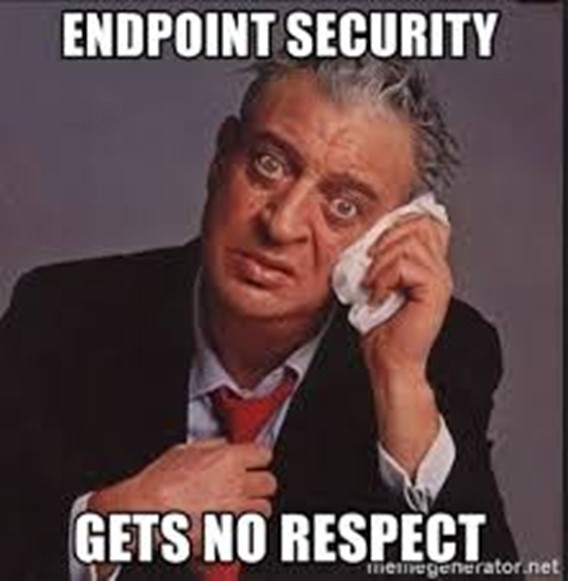 ENDPOINT SECURITY
GETS NO RESPECT
memegenerator.net